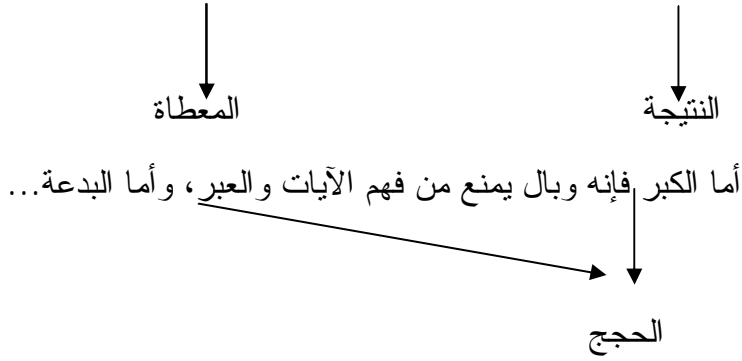 النتيجة المعطاة
أما الكبر فإنه وبال يمنع من فهم الآيات والعبر، وأما البدعة...
الحجج